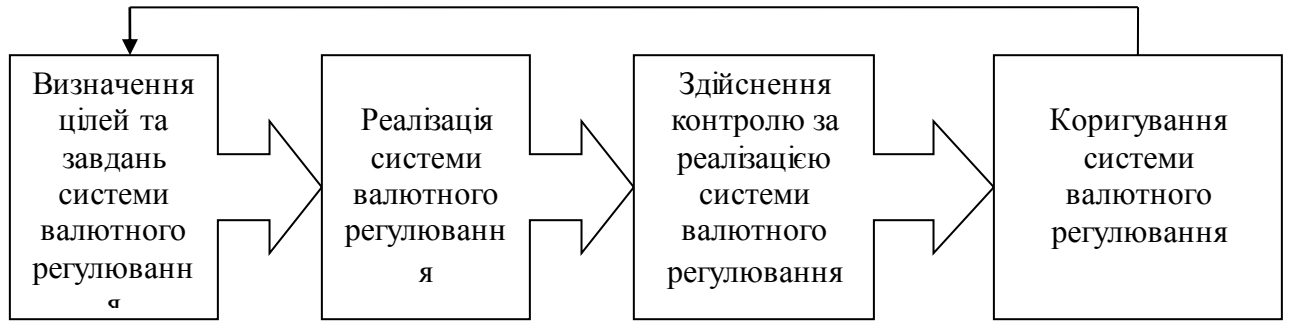 Визначення
цілей та
завдань
системи
валютного
регулюванн
я
Реалізація
системи
валютного
регулюванн
я
Здійснення
контролю за
реалізацією
системи
валютного
регулювання
Коригування
системи
валютного
регулювання